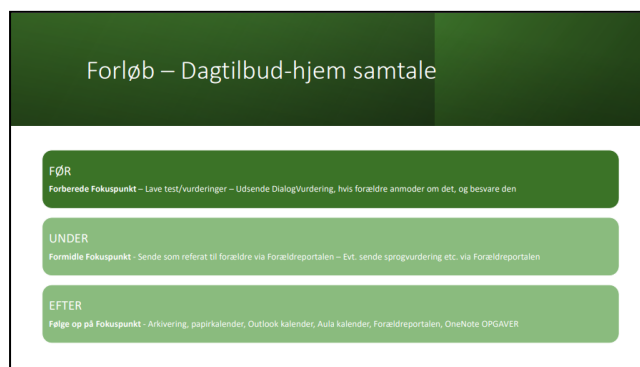 Forløb – Dagtilbud-hjem samtale
FØR
Forberede Fokuspunkt – Lave test/vurderinger – Udsende DialogVurdering, hvis forældre anmoder om det, og besvare den
UNDER
Formidle Fokuspunkt - Sende som referat til forældre via Forældreportalen – Evt. sende sprogvurdering etc. via Forældreportalen
EFTER
Følge op på Fokuspunkt - Arkivering, papirkalender, Outlook kalender, Aula kalender, Forældreportalen, OneNote OPGAVER